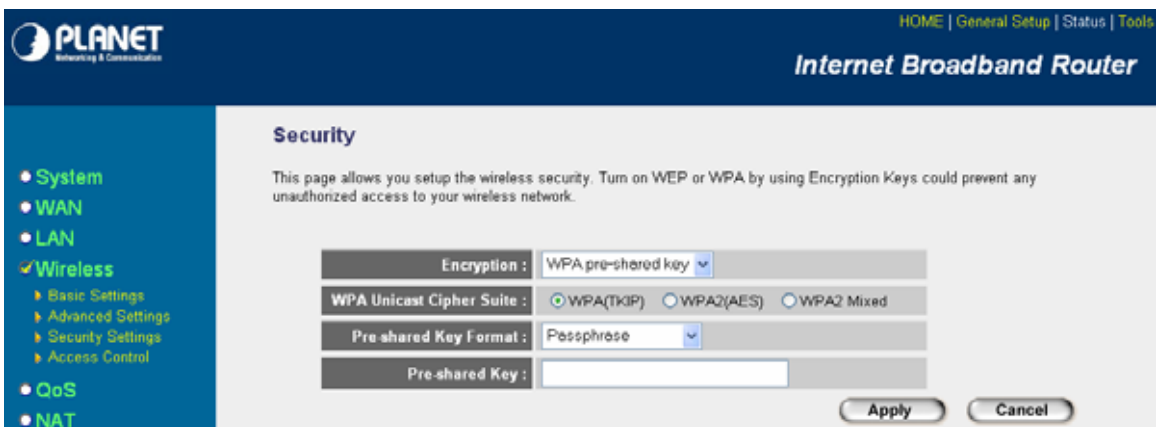 PLANET
Networking & Communication
HOME | General Setup | Status | Tools
Internet Broadband Router
System
WAN
LAN
Wireless
Basic Settings
Advanced Settings
Security Settings
Access Control
QoS
NAT
Security
This page allows you setup the wireless security. Turn on WEP or WPA by using Encryption Keys could prevent any
unauthorized access to your wireless network.
Encryption : WPA pre-shared key
WPA Unicast Cipher Suite : WPA(TKIP) WPA2(AES) WPA2 Mixed
Pre-shared Key Format : Passphrase
Pre-shared Key :
Apply Cancel